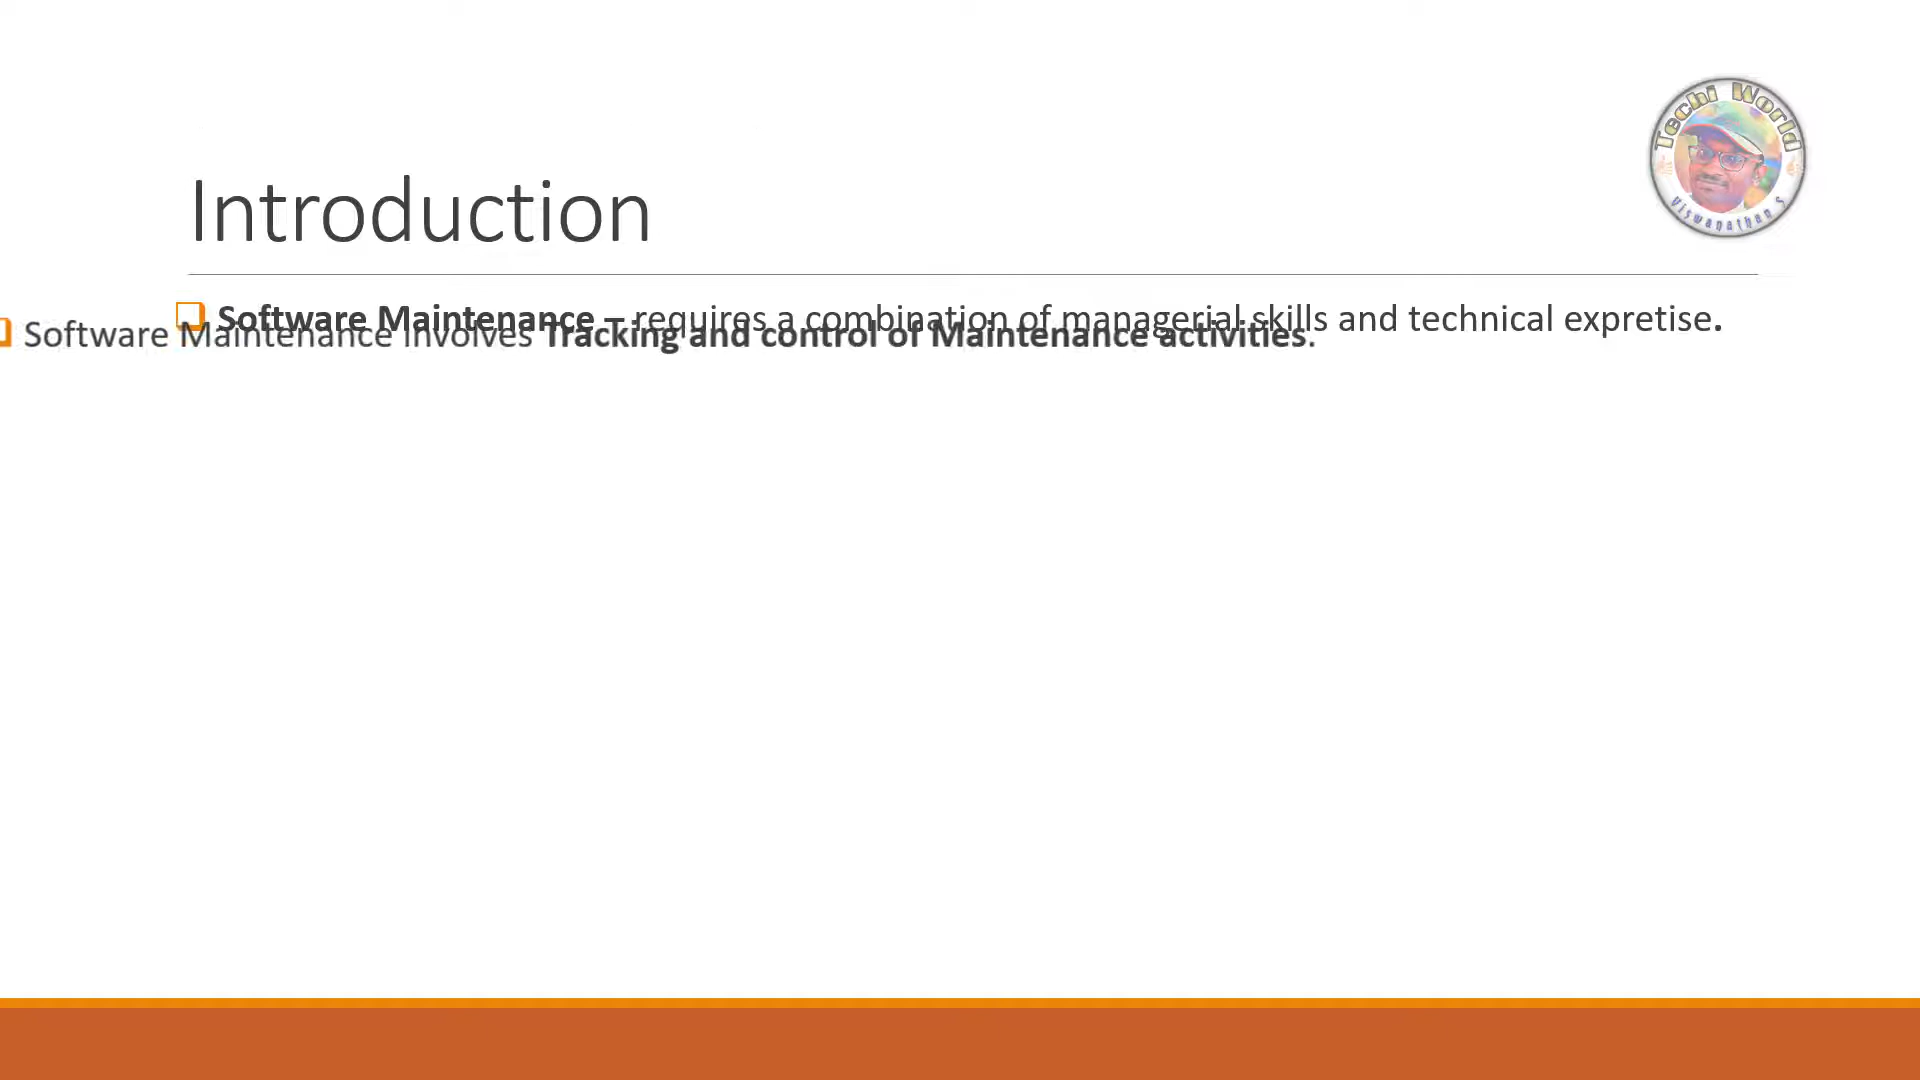 Techi World
Viswanathan S
Introduction
❑ Software Maintenance – requires a combination of managerial skills and technical expretise.
❑ Software Maintenance involves Tracking and control of Maintenance activities.